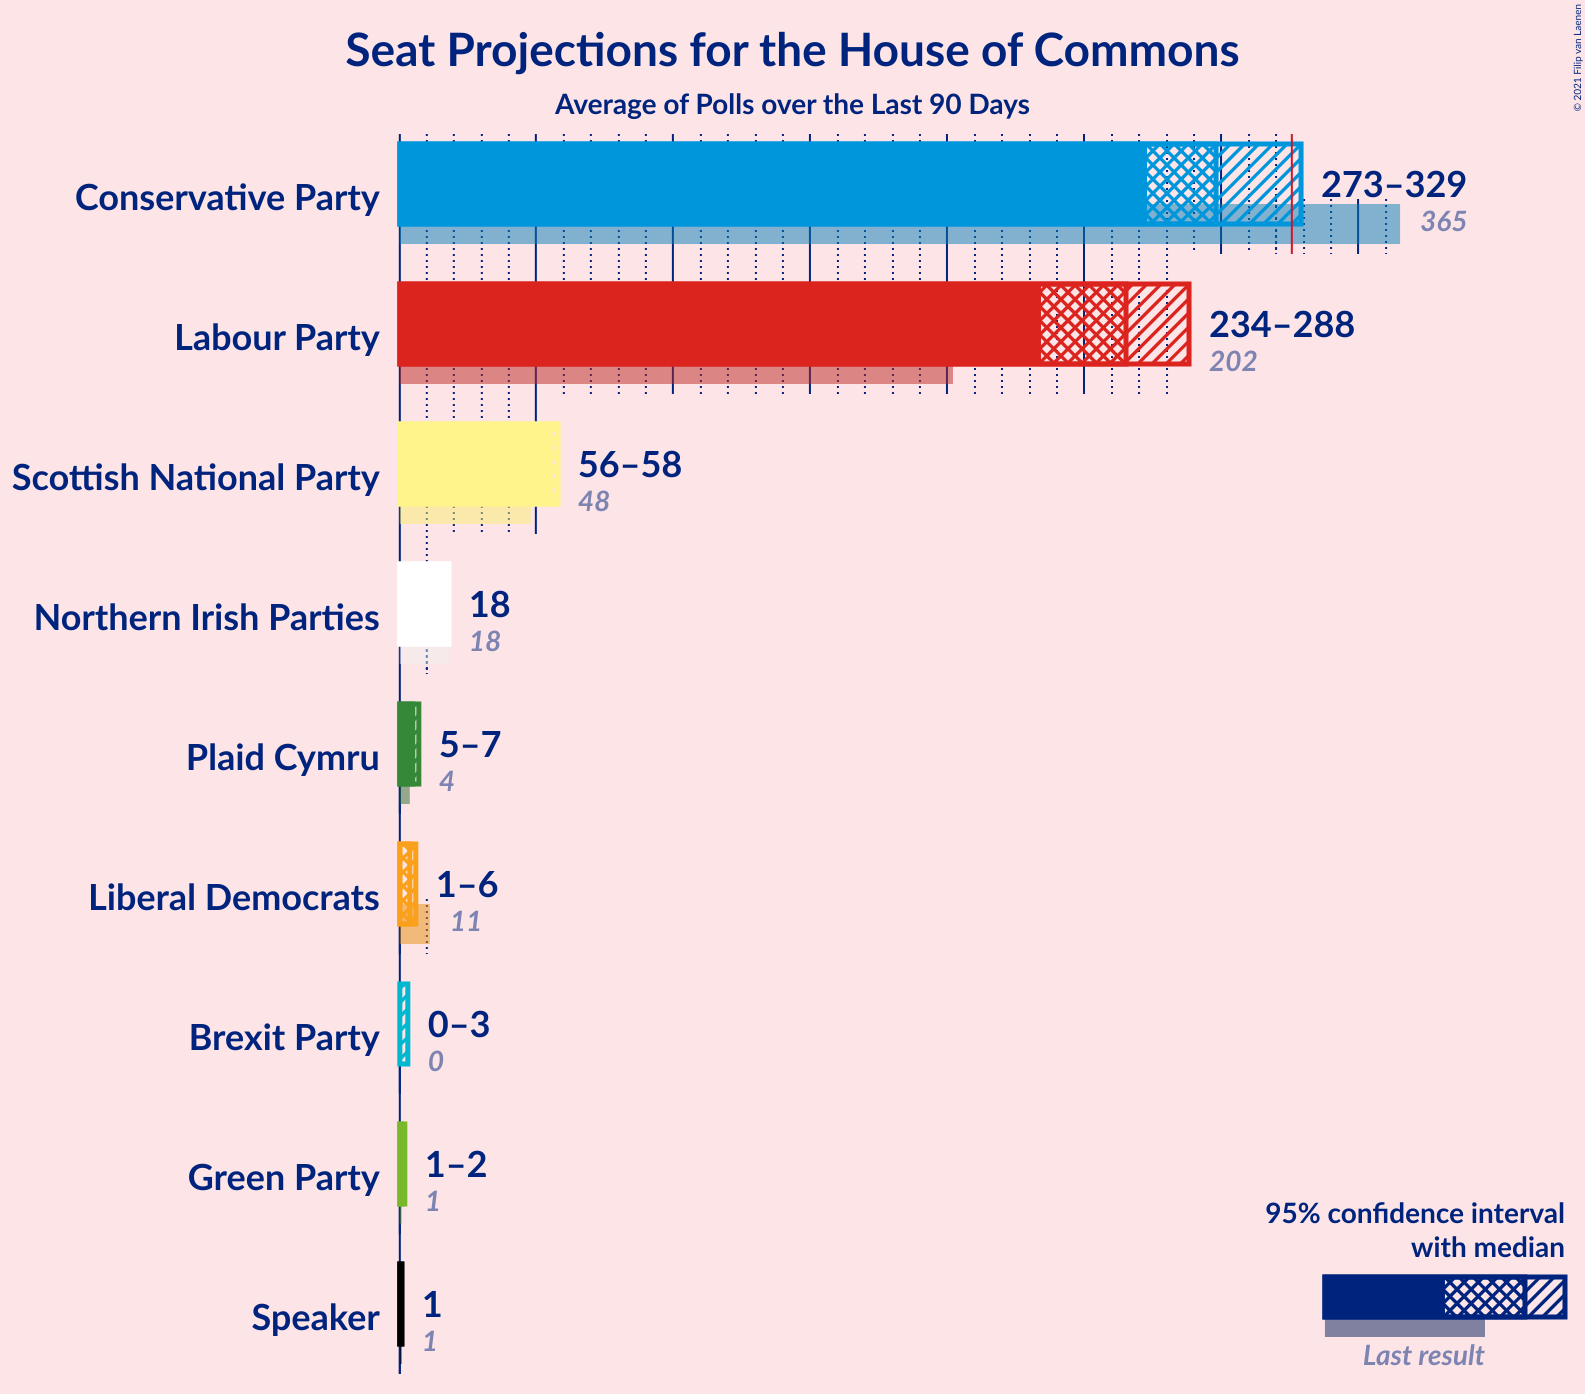 Seat Projections for the House of Commons
Average of Polls over the Last 90 Days
© 2021 Filip van Laenen
Conservative Party
273–329
365
Labour Party
234–288
202
Scottish National Party
56–58
48
Northern Irish Parties
18
18
Plaid Cymru
5–7
4
Liberal Democrats
1–6
11
Brexit Party
0–3
0
Green Party
1–2
1
Speaker
1
1
95% confidence interval
with median
Last result